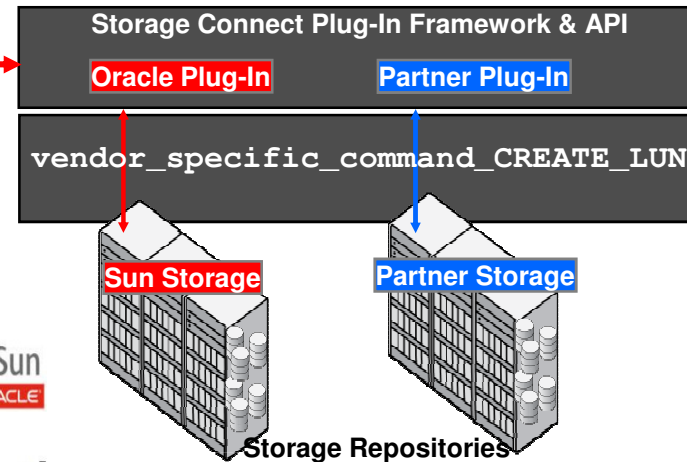 Storage Connect Plug-In Framework & API
Oracle Plug-In
Partner Plug-In
vendor_specific_command_CREATE_LUN
Sun Storage
Partner Storage
Sun
ACLE
Storage Repositories